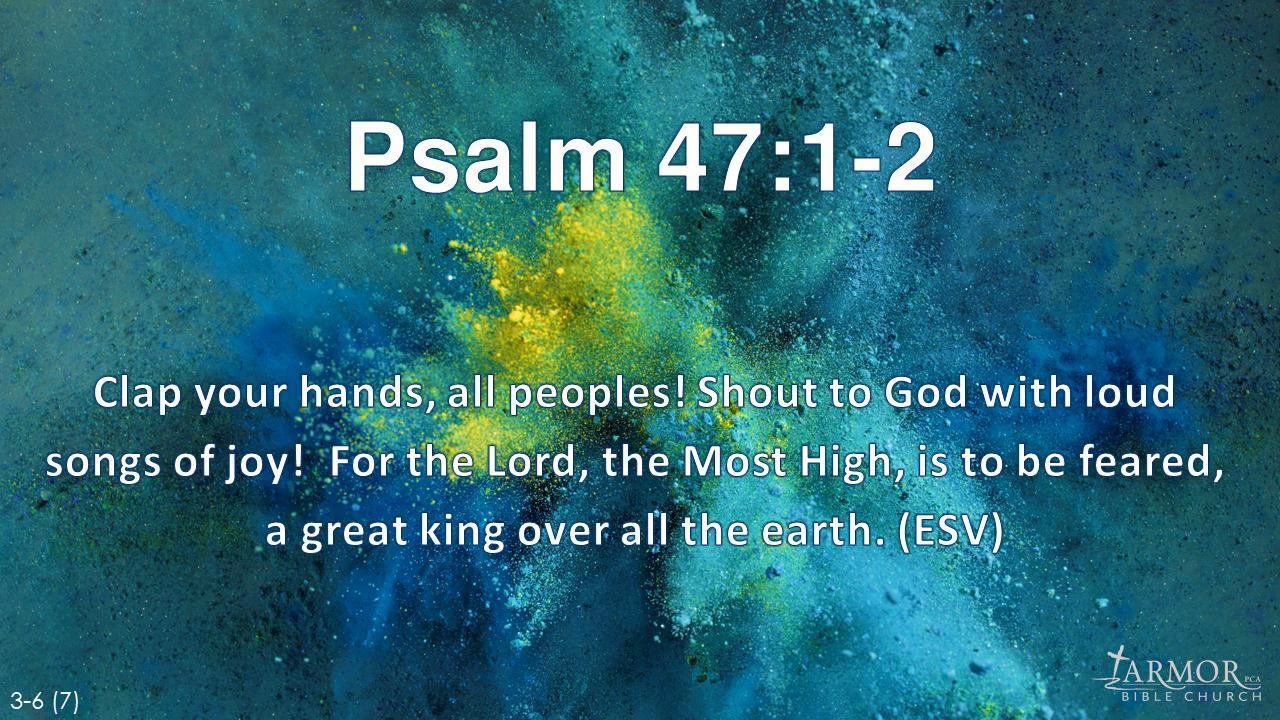 Psalm 47:1-2
Clap your hands, all peoples! Shout to God with loud
songs of joy!  For the Lord, the Most High, is to be feared,
a great king over all the earth. (ESV)
3-6 (7)
ARMOR PCA
BIBLE CHURCH